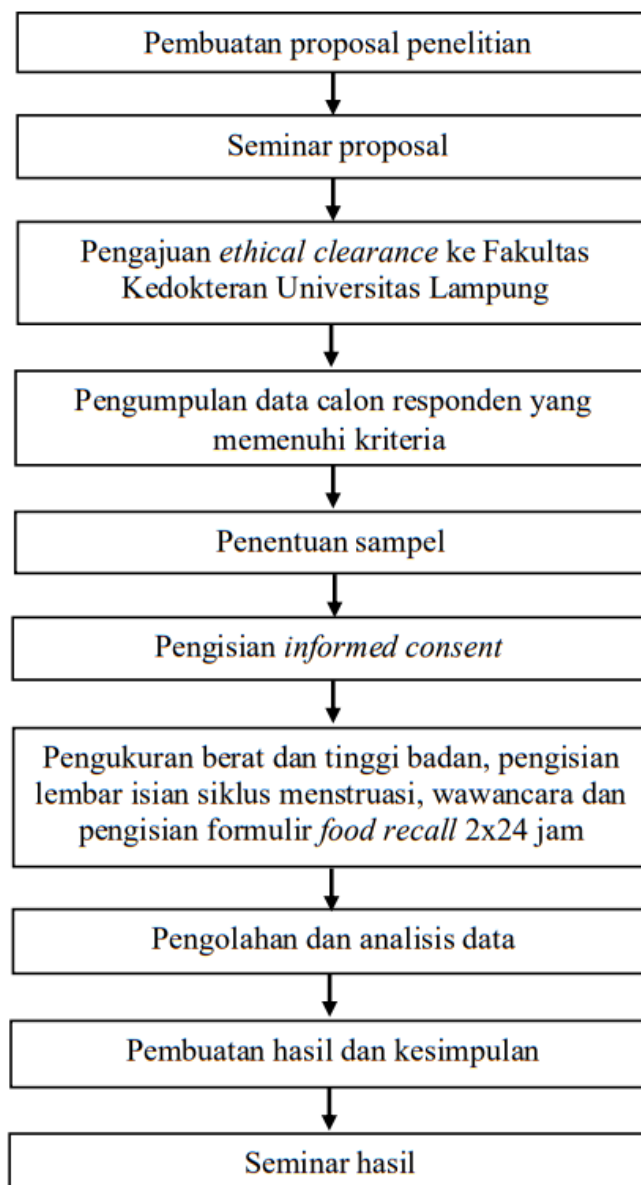 Pembuatan proposal penelitian
Seminar proposal
Pengajuan ethical clearance ke Fakultas
Kedokteran Universitas Lampung
Pengumpulan data calon responden yang
memenuhi kriteria
Penentuan sampel
Pengisian informed consent
Pengukuran berat dan tinggi badan, pengisian
lembar isian siklus menstruasi, wawancara dan
pengisian formulir food recall 2x24 jam
Pengolahan dan analisis data
Pembuatan hasil dan kesimpulan
Seminar hasil